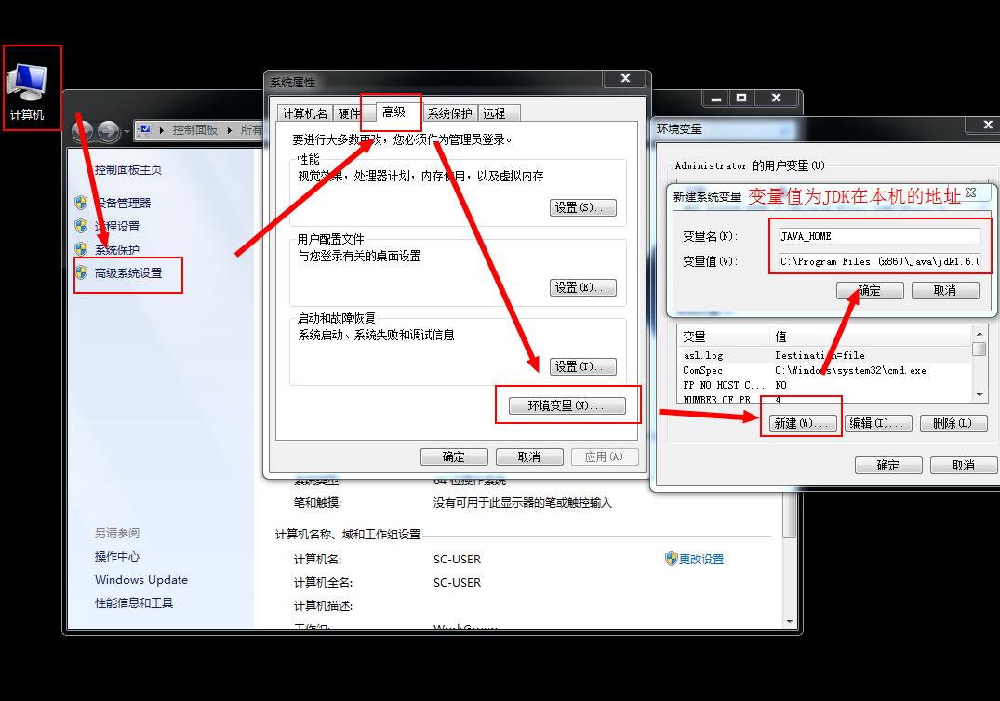 计算机
控制面板
所有
控制面板主页
设备管理器
远程设置
系统保护
高级系统设置
另请参阅
操作中心
Windows Update
性能信息和工具
系统属性
计算机名
硬件
高级
系统保护
远程
要进行大多数更改，您必须作为管理员登录。
性能
视觉效果，处理器计划，内存使用，以及虚拟内存
设置(S)...
用户配置文件
与您登录有关的桌面设置
设置(E)...
启动和故障恢复
系统启动、系统失败和调试信息
设置(T)...
环境变量(N)...
确定
取消
应用(A)
系统类型:
64 位操作系统
笔和触摸:
没有可用于此显示器的笔或触控输入
计算机名称、域和工作组设置
计算机名:
SC-USER
更改设置
计算机全名:
SC-USER
计算机描述:
工作组:
WorkGroup
环境变量
Administrator 的用户变量(U)
新建系统变量
变量值为JDK在本机的地址
变量名(N):
JAVA_HOME
变量值(V):
C:\Program Files (x86)\Java\jdk1.6.(
确定
取消
变量
值
asl.log
Destination=file
ComSpec
C:\Windows\system32\cmd.exe
FP_NO_HOST_C...
NO
NUMBER_OF_PR
4
新建(W)...
编辑(I)...
删除(L)
确定
取消